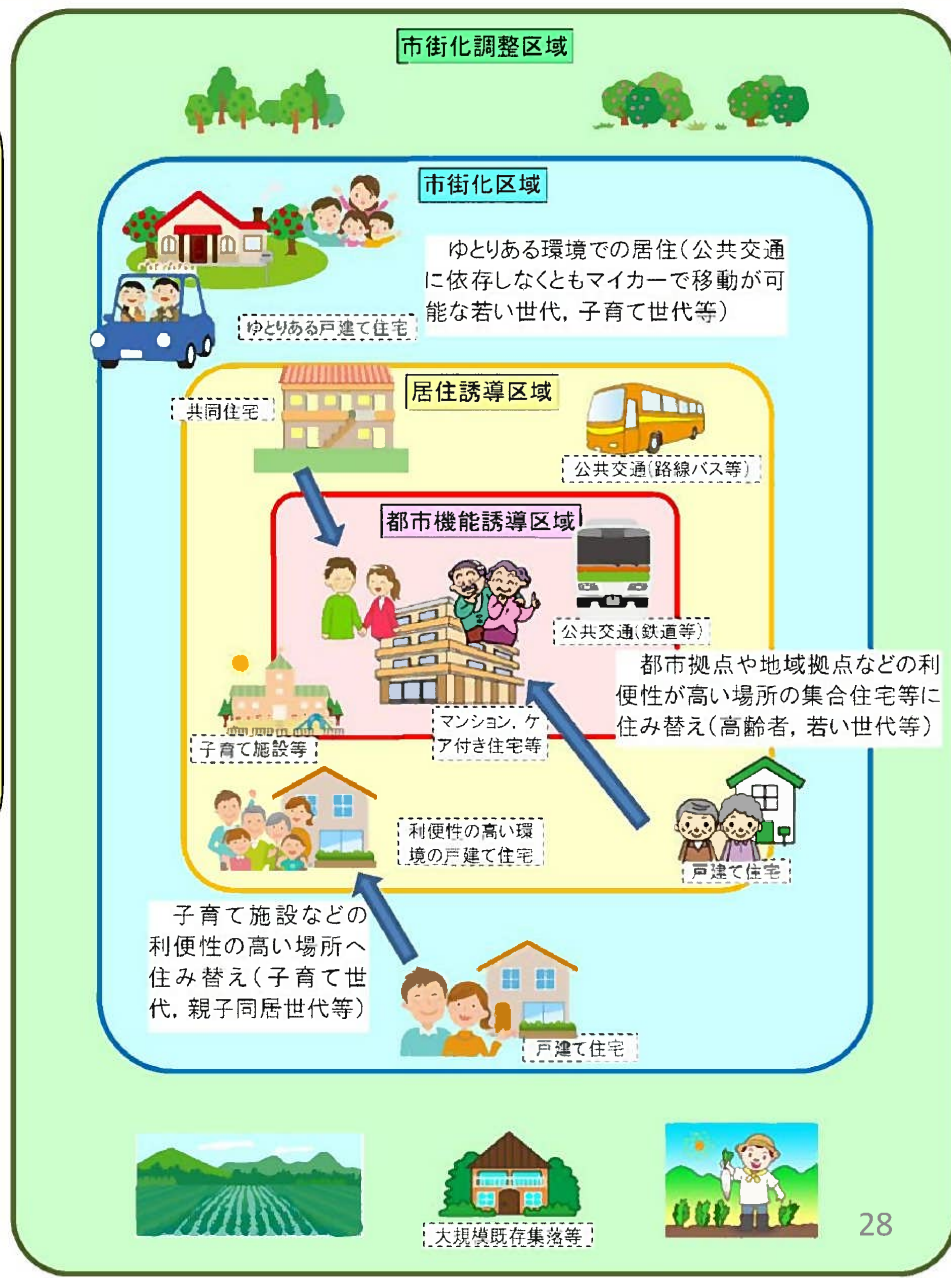 市街化調整区域
市街化区域
ゆとりある環境での居住（公共交通
に依存しなくともマイカーで移動が可
能な若い世代，子育て世代等）
ゆとりある戸建て住宅
居住誘導区域
共同住宅
公共交通(路線バス等)
都市機能誘導区域
公共交通(鉄道等)
都市拠点や地域拠点などの利
便性が高い場所の集合住宅等に
住み替え（高齢者，若い世代等）
マンション，ケ
ア付き住宅等
子育て施設等
利便性の高い環
境の戸建て住宅
戸建て住宅
子育て施設などの
利便性の高い場所へ
住み替え（子育て世
代，親子同居世代等）
戸建て住宅
大規模既存集落等
28